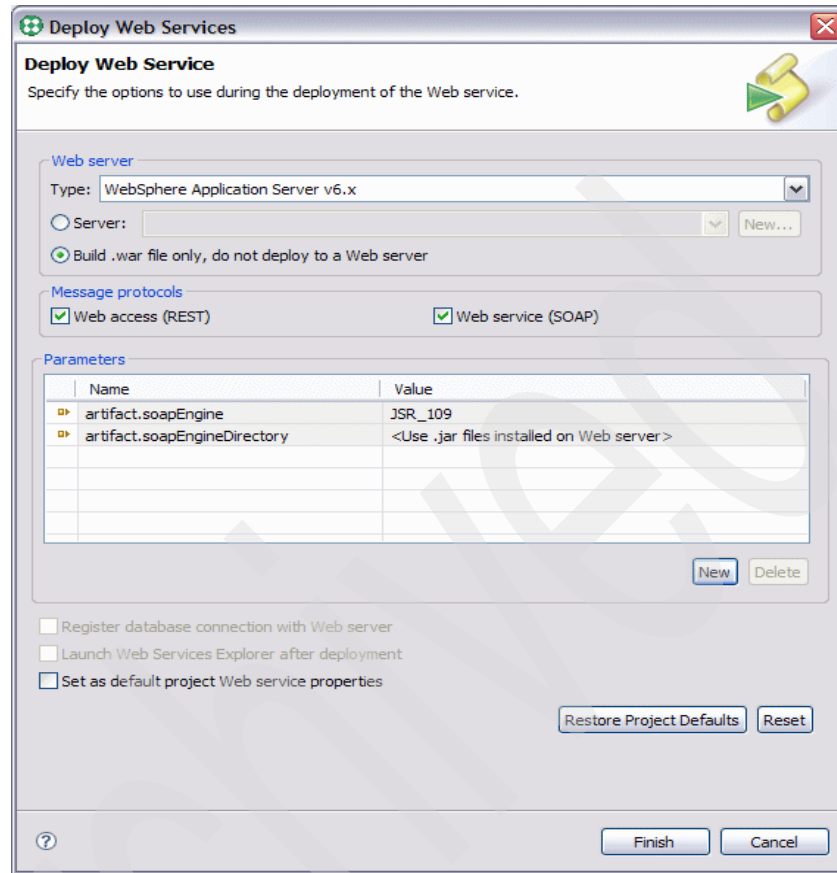 Deploy Web Services
Deploy Web Service
Specify the options to use during the deployment of the Web service.
Web server
Type: WebSphere Application Server v6.x
Server: New...
Build .war file only, do not deploy to a Web server
Message protocols
Web access (REST) Web service (SOAP)
Parameters
Name Value
artifact.soapEngine JSR_109
artifact.soapEngineDirectory <Use .jar files installed on Web server>
New Delete
Register database connection with Web server
Launch Web Services Explorer after deployment
Set as default project Web service properties
Restore Project Defaults Reset
? Finish Cancel